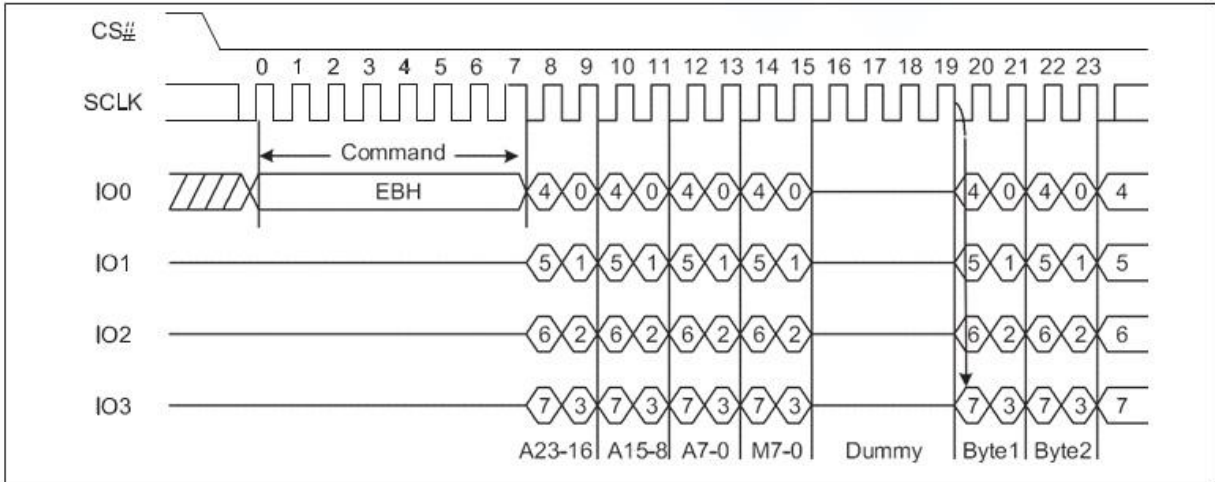 CS#
0 1 2 3 4 5 6 7 8 9 10 11 12 13 14 15 16 17 18 19 20 21 22 23
SCLK
Command
IO0 EBH 4 0 4 0 4 0 4 0 4 0 4 0 4
IO1 5 1 5 1 5 1 5 1 5 1 5 1 5
IO2 6 2 6 2 6 2 6 2 6 2 6 2 6
IO3 7 3 7 3 7 3 7 3 7 3 7 3 7
A23-16 A15-8 A7-0 M7-0 Dummy Byte1 Byte2